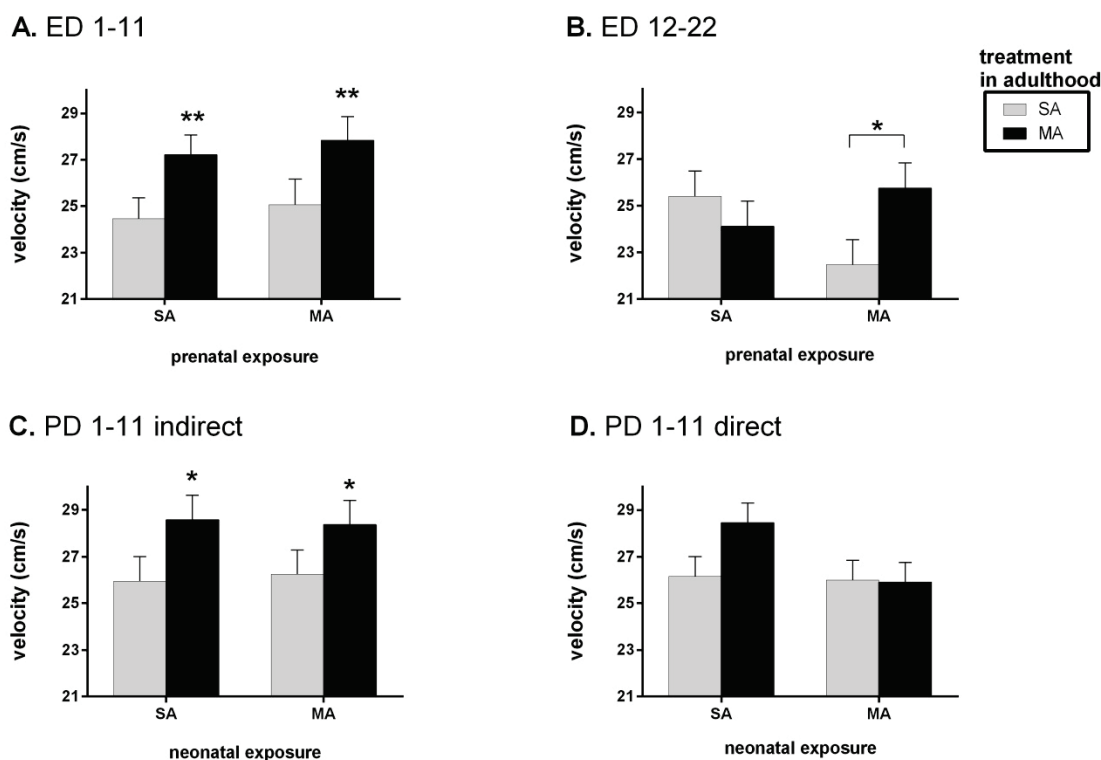 A. ED 1-11
velocity (cm/s)
29
27
25
23
21
**
**
SA
MA
prenatal exposure
B. ED 12-22
velocity (cm/s)
29
27
25
23
21
*
SA
MA
prenatal exposure
treatment
in adulthood
SA
MA
C. PD 1-11 indirect
velocity (cm/s)
29
27
25
23
21
*
*
SA
MA
neonatal exposure
D. PD 1-11 direct
velocity (cm/s)
29
27
25
23
21
SA
MA
neonatal exposure